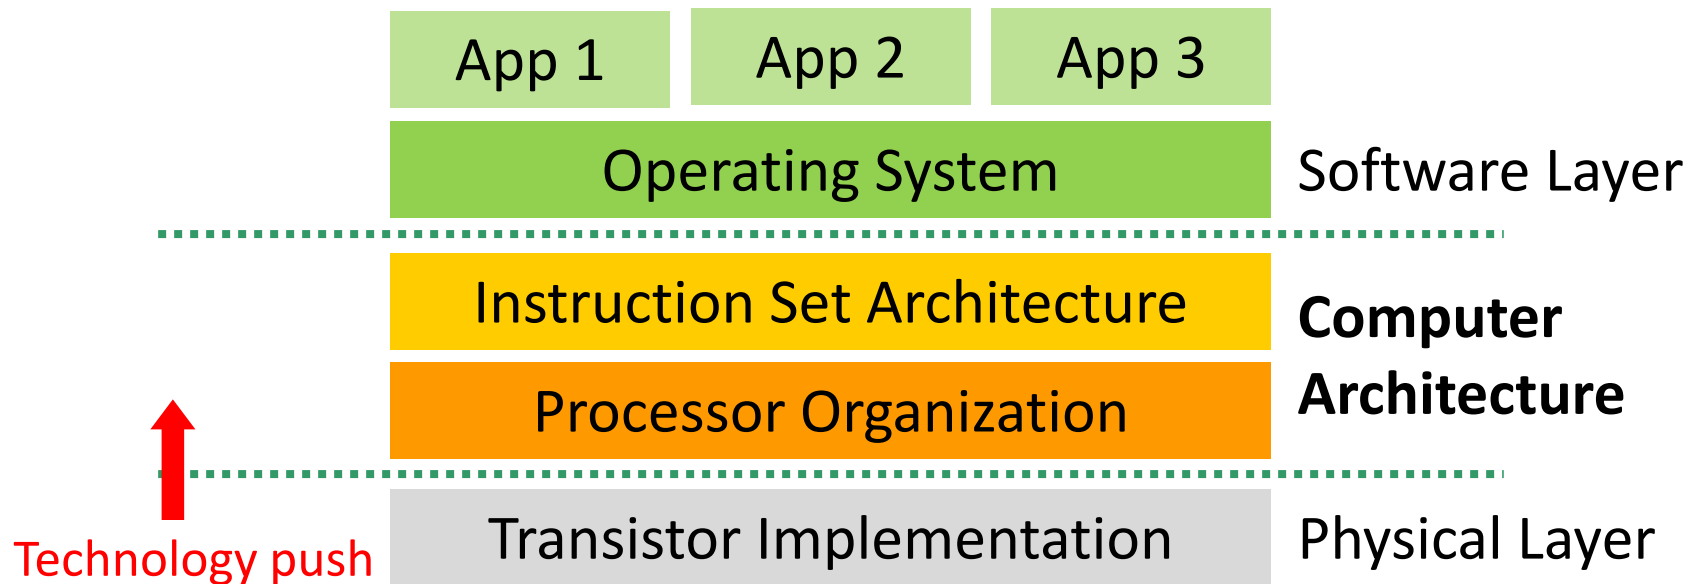 App 1
App 2
App 3
Operating System
Software Layer
Instruction Set Architecture
Computer
Architecture
Processor Organization
Transistor Implementation
Physical Layer
Technology push